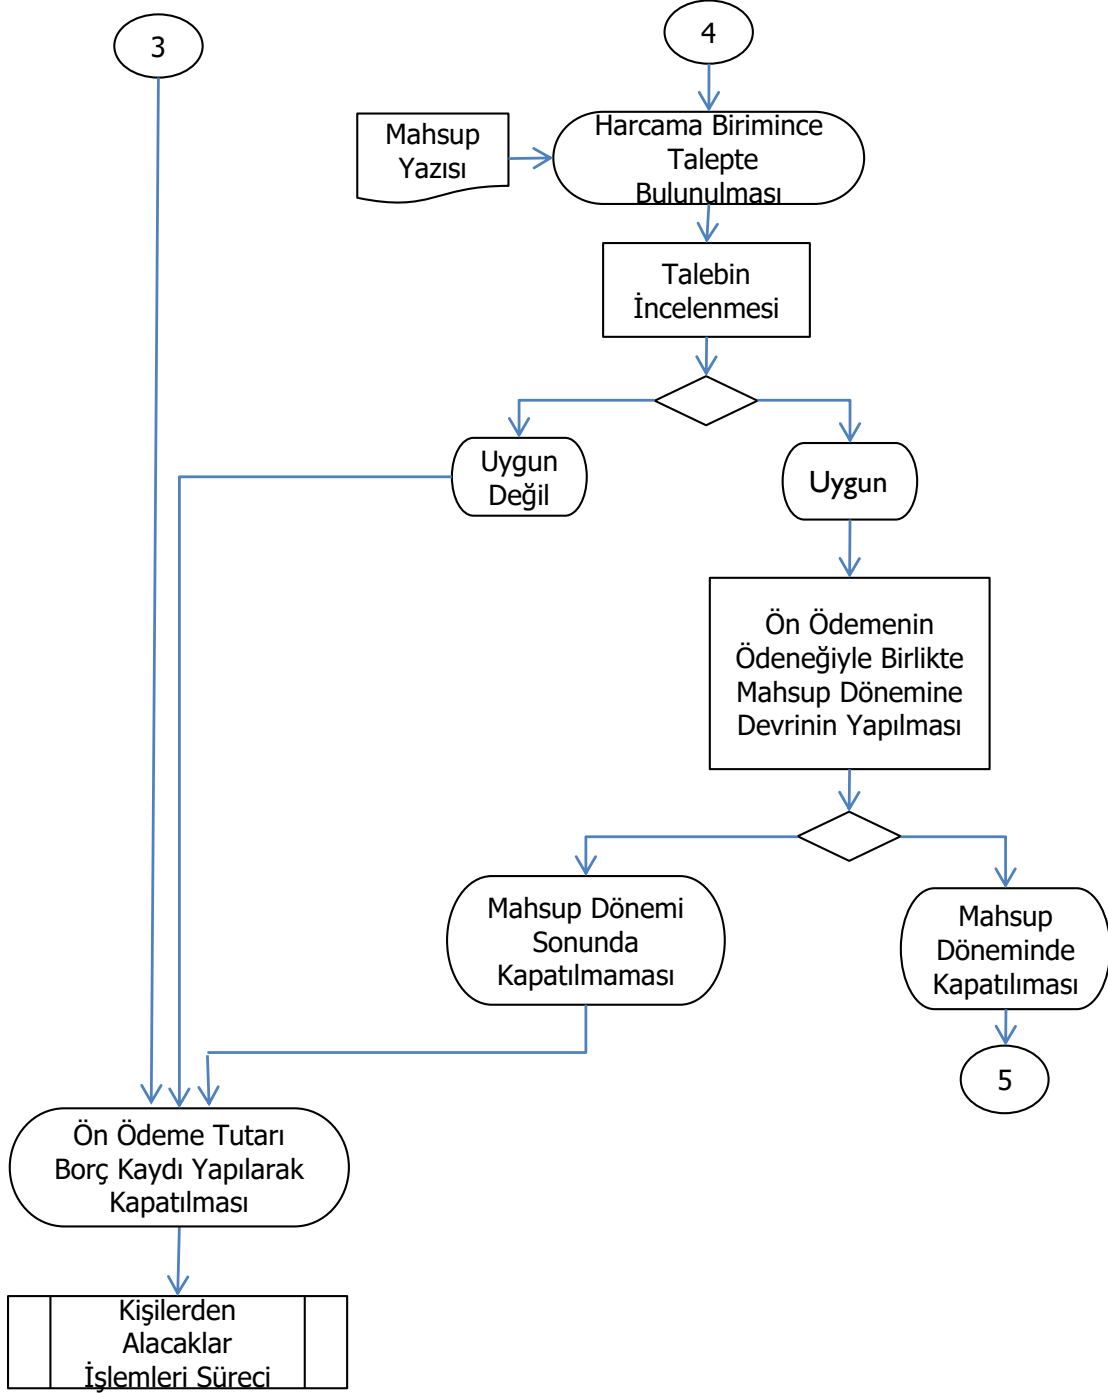 3
4
Mahsup
Yazısı
Harcama Birimince
Talepte
Bulunulması
Talebin
İncelenmesi
Uygun
Değil
Uygun
Ön Ödemenin
Ödeneğiyle Birlikte
Mahsup Dönemine
Devrinin Yapılması
Mahsup Dönemi
Sonunda
Kapatılmaması
Mahsup
Döneminde
Kapatılıması
5
Ön Ödeme Tutarı
Borç Kaydı Yapılarak
Kapatılması
Kişilerden
Alacaklar
İşlemleri Süreci